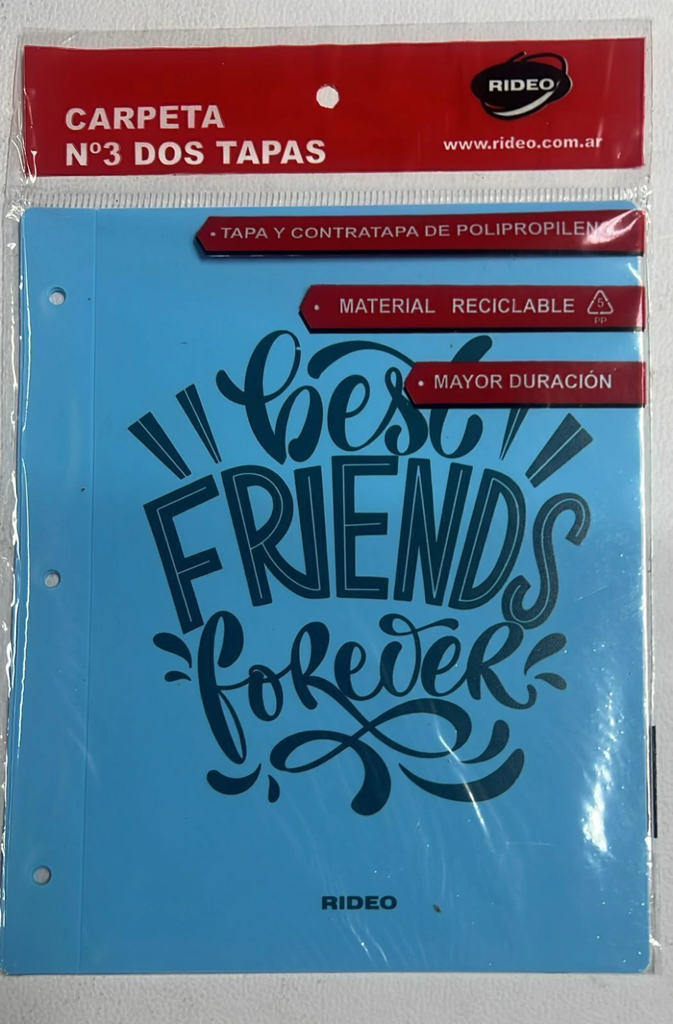 RIDEO
CARPETA
Nº3 DOS TAPAS
www.rideo.com.ar
• TAPA Y CONTRATAPA DE POLIPROPILENO
• MATERIAL RECICLABLE 5
PP
• MAYOR DURACIÓN
best
FRIENDS
foreveR
RIDEO